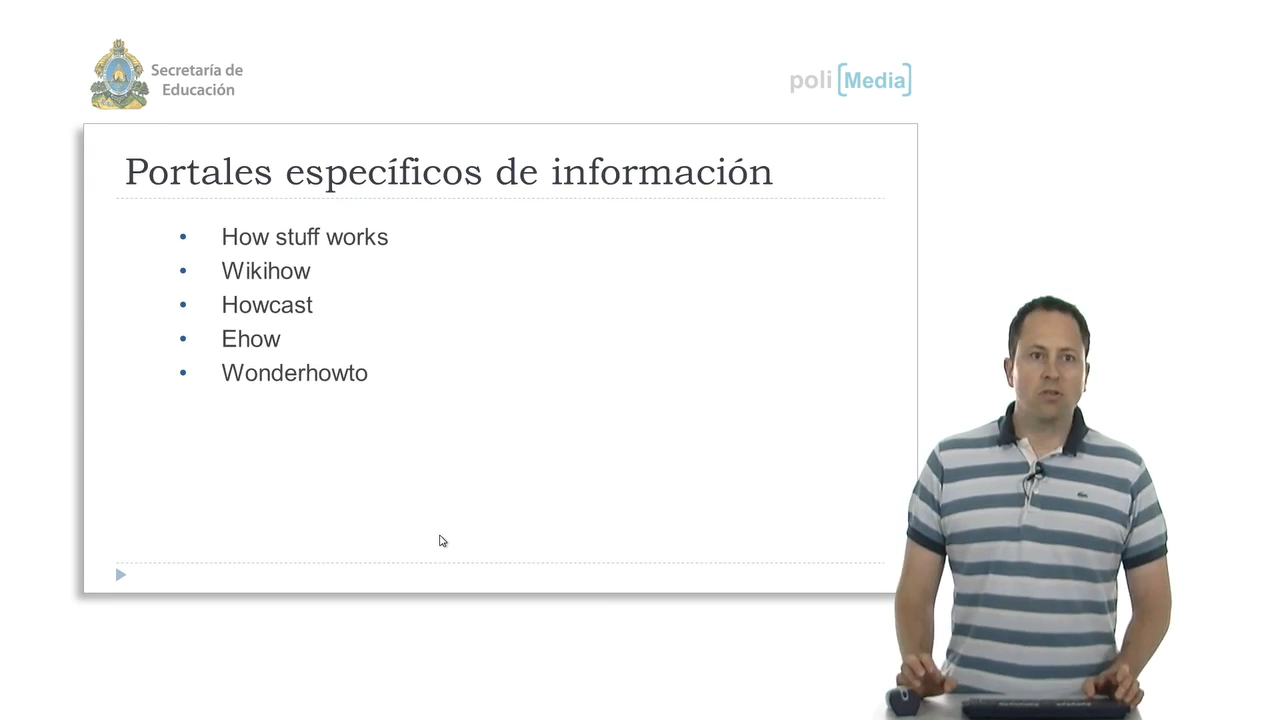 Secretaría de
Educación
poli [Media]
Portales específicos de información
• How stuff works
• Wikihow
• Howcast
• Ehow
• Wonderhowto